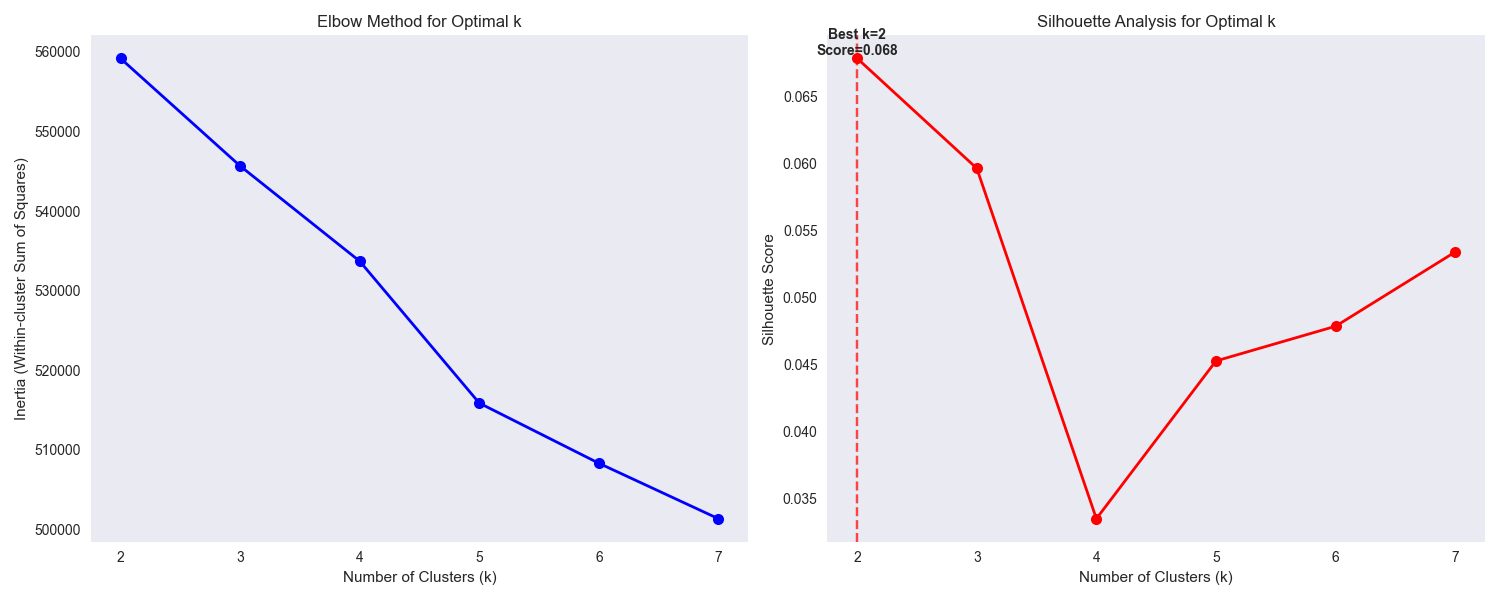 Elbow Method for Optimal k
Inertia (Within-cluster Sum of Squares)
560000
550000
540000
530000
520000
510000
500000
2 3 4 5 6 7
Number of Clusters (k)
Silhouette Analysis for Optimal k
Best k=2
Score=0.068
Silhouette Score
0.065
0.060
0.055
0.050
0.045
0.040
0.035
2 3 4 5 6 7
Number of Clusters (k)